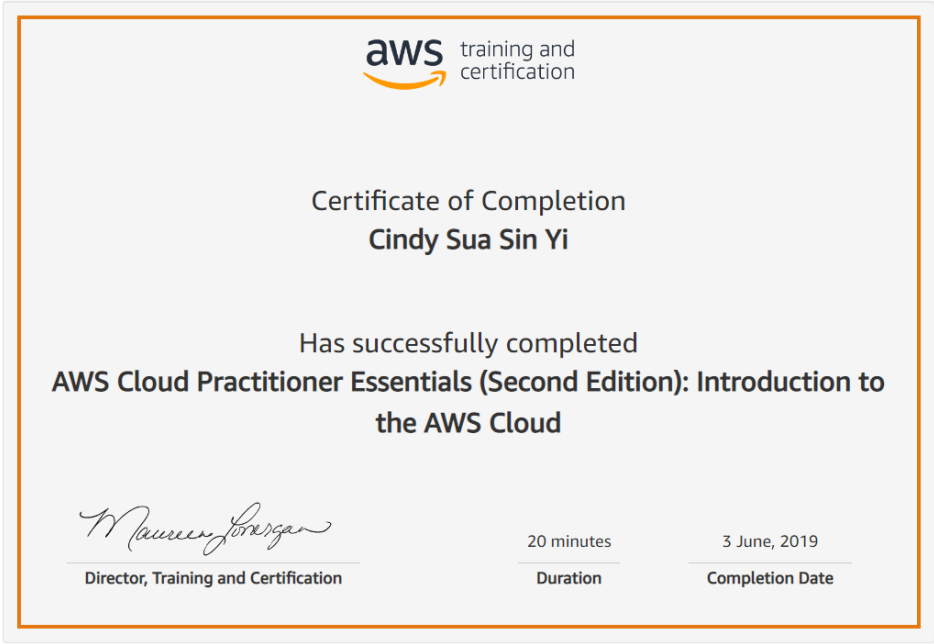 aws training and
certification
Certificate of Completion
Cindy Sua Sin Yi
Has successfully completed
AWS Cloud Practitioner Essentials (Second Edition): Introduction to
the AWS Cloud
Maureen Lonergan
20 minutes
3 June, 2019
Director, Training and Certification
Duration
Completion Date